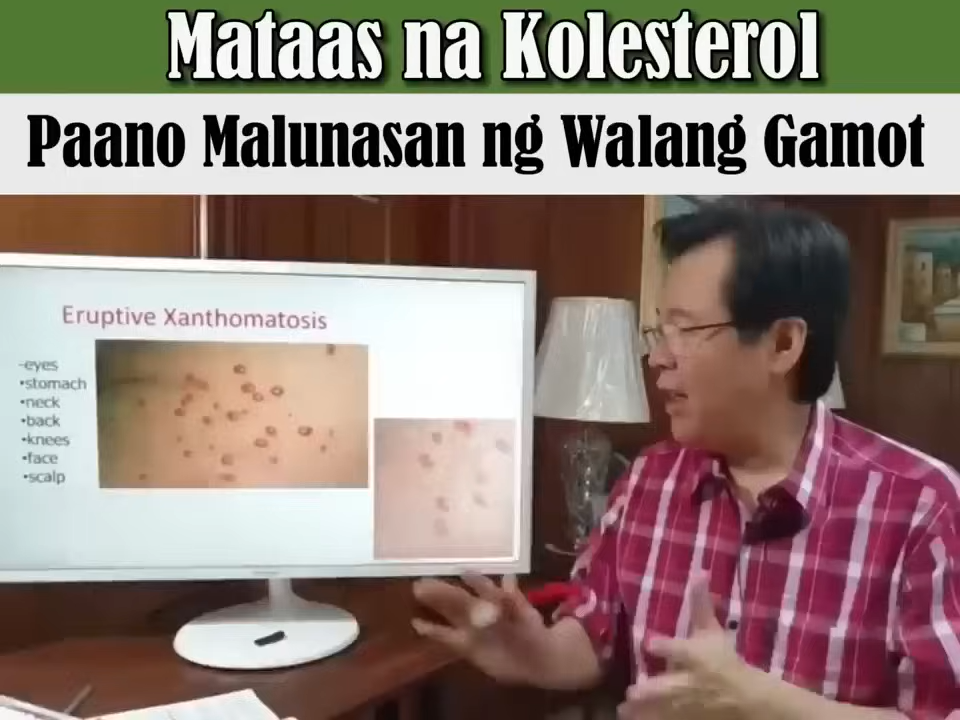 Mataas na Kolesterol
Paano Malunasan ng Walang Gamot
Eruptive Xanthomatosis
-eyes
•stomach
•neck
•back
•knees
•face
•scalp